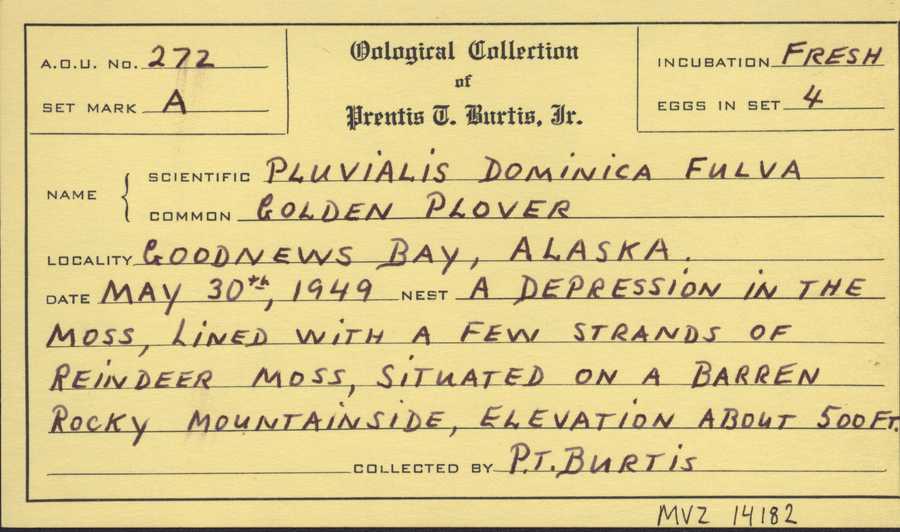 A.O.U. No. 272
SET MARK A
Oological Collection
of
Prentis T. Burtis, Jr.
INCUBATION FRESH
EGGS IN SET 4
NAME { SCIENTIFIC PLUVIALIS DOMINICA FULVA
COMMON GOLDEN PLOVER
LOCALITY GOODNEWS BAY, ALASKA.
DATE MAY 30th, 1949 NEST A DEPRESSION IN THE
MOSS, LINED WITH A FEW STRANDS OF
REINDEER MOSS, SITUATED ON A BARREN
ROCKY MOUNTAINSIDE, ELEVATION ABOUT 500 FT.
COLLECTED BY P.T. BURTIS
MVZ 14182